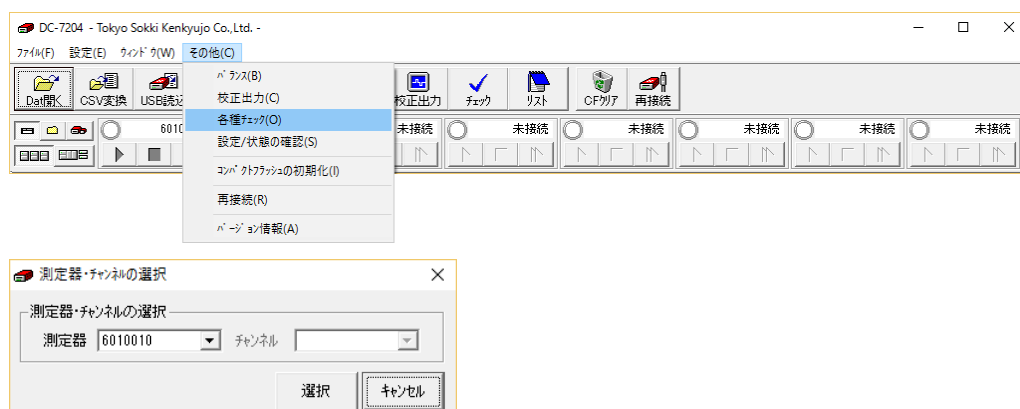 DC-7204 - Tokyo Sokki Kenkyujo Co.,Ltd. -
ファイル(F) 設定(E) ウィンドウ(W) その他(C)
バランス(B)
校正出力(C)
各種チェック(O)
設定/状態の確認(S)
コンパクトフラッシュの初期化(I)
再接続(R)
バージョン情報(A)
Dat開く CSV変換 USB読込 校正出力 チェック リスト CFクリア 再接続
6010 未接続 未接続 未接続 未接続 未接続 未接続
測定器・チャンネルの選択
測定器・チャンネルの選択
測定器 6010010 チャンネル
選択 キャンセル